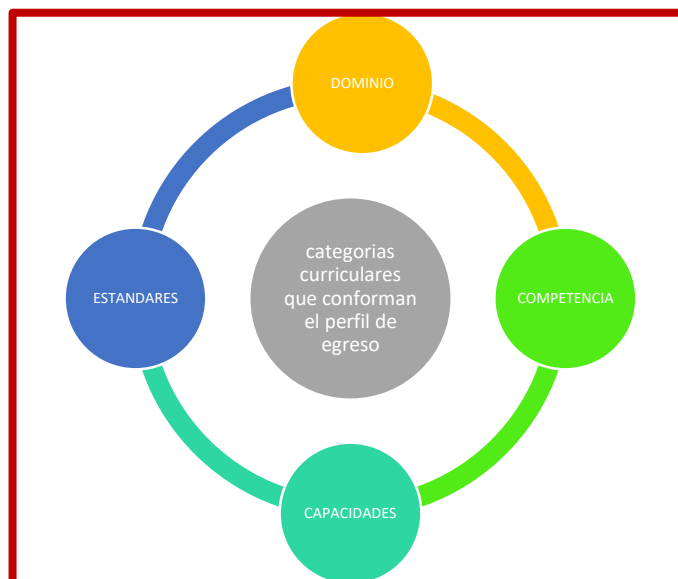 DOMINIO
categorias
curriculares
que conforman
el perfil de
egreso
ESTANDARES
COMPETENCIA
CAPACIDADES